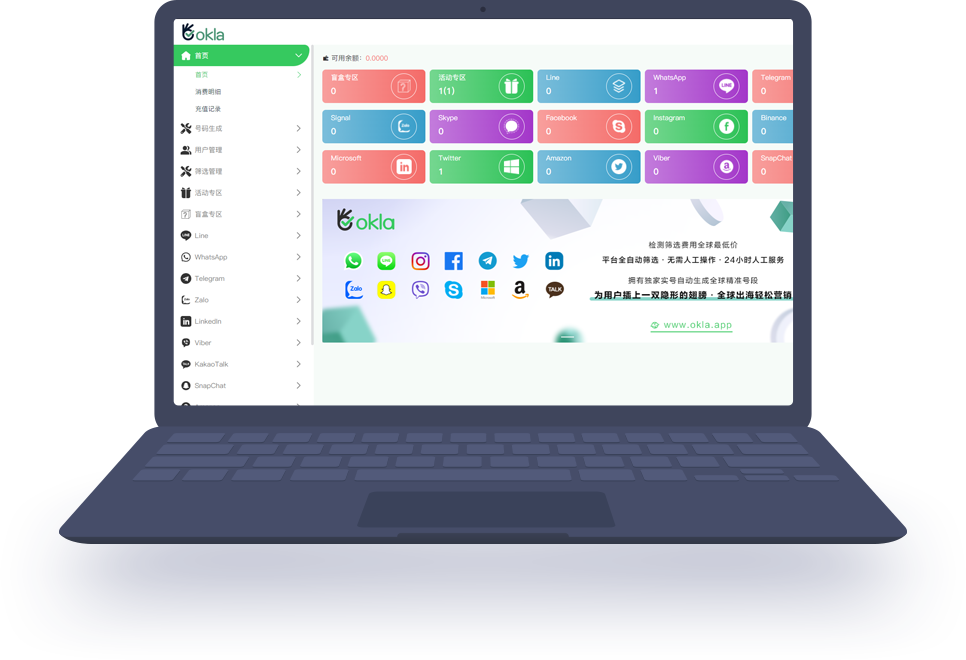 okla
首页
首页
消费明细
充值记录
号码生成
用户管理
筛选管理
活动专区
盲盒专区
Line
WhatsApp
Telegram
Zalo
LinkedIn
Viber
KakaoTalk
SnapChat
可用余额: 0.0000
盲盒专区
0
活动专区
1(1)
Line
0
WhatsApp
1
LINE
Telegram
0
Signal
0
Zalo
Skype
0
Facebook
0
Instegram
0
Binance
0
Microsoft
0
Twitter
1
Amazon
0
Viber
0
SnapChat
0
okla
LINE
Zalo
Microsoft
TALK
检测筛选费用全球最低价
平台全自动筛选 · 无需人工操作 · 24小时人工服务
拥有独家实号自动生成全球精准号段
为用户插上一双隐形的翅膀 · 全球出海轻松营销
www.okla.app